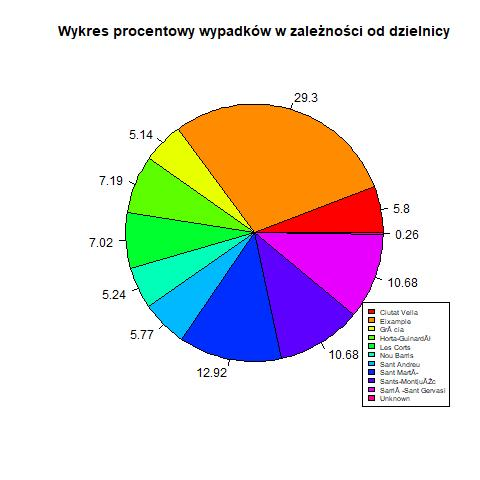 Wykres procentowy wypadków w zależności od dzielnicy
29.3
5.14
7.19
5.8
7.02
0.26
5.24
10.68
5.77
12.92
10.68
Ciutat Vella
Eixample
GrÃ cia
Horta-GuinardÃł
Les Corts
Nou Barris
Sant Andreu
Sant MartÃ-
Sants-MontjuĂŻc
SarriÃ -Sant Gervasi
Unknown